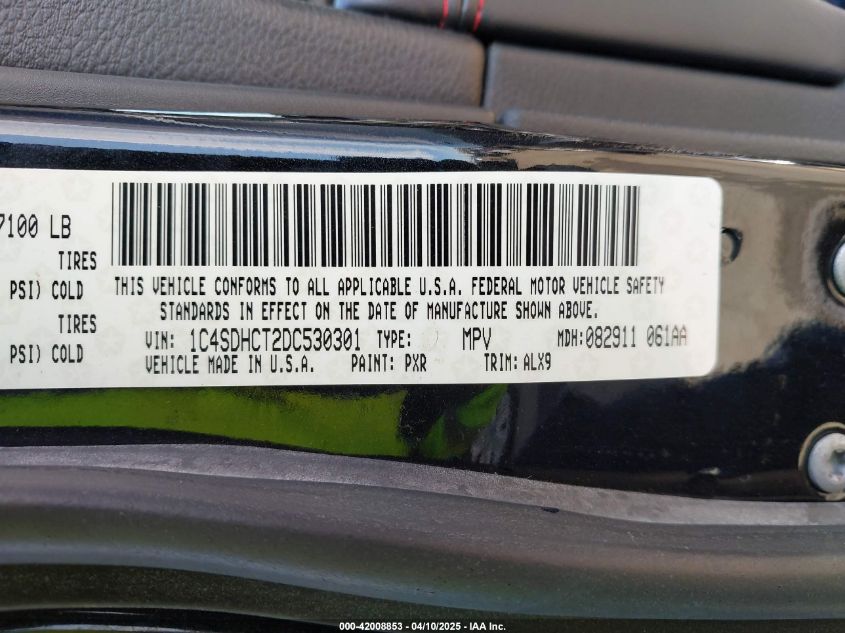 7100 LB
TIRES
PSI) COLD
TIRES
PSI) COLD
THIS VEHICLE CONFORMS TO ALL APPLICABLE U.S.A. FEDERAL MOTOR VEHICLE SAFETY
STANDARDS IN EFFECT ON THE DATE OF MANUFACTURE SHOWN ABOVE.
VIN: 1C4SDHCT2DC530301 TYPE: MPV MDH:082911 061AA
VEHICLE MADE IN U.S.A. PAINT: PXR TRIM: ALX9
000-42008853 - 04/10/2025 - IAA Inc.